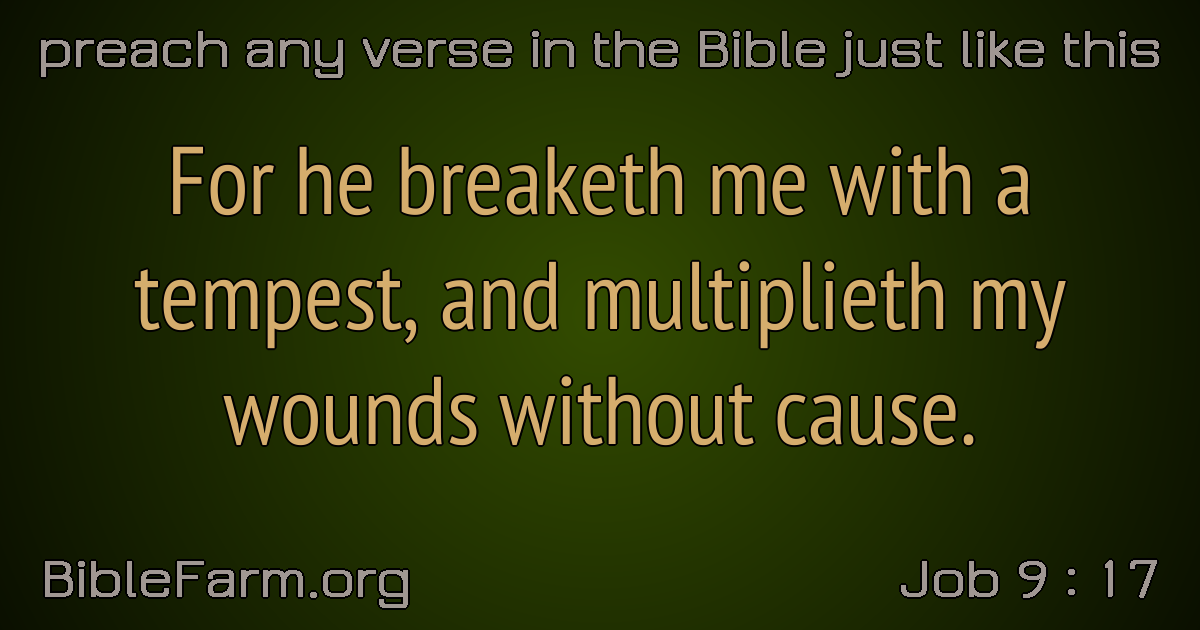 preach any verse in the Bible just like this
For he breaketh me with a
tempest, and multiplieth my
wounds without cause.
BibleFarm.org
Job 9 : 17